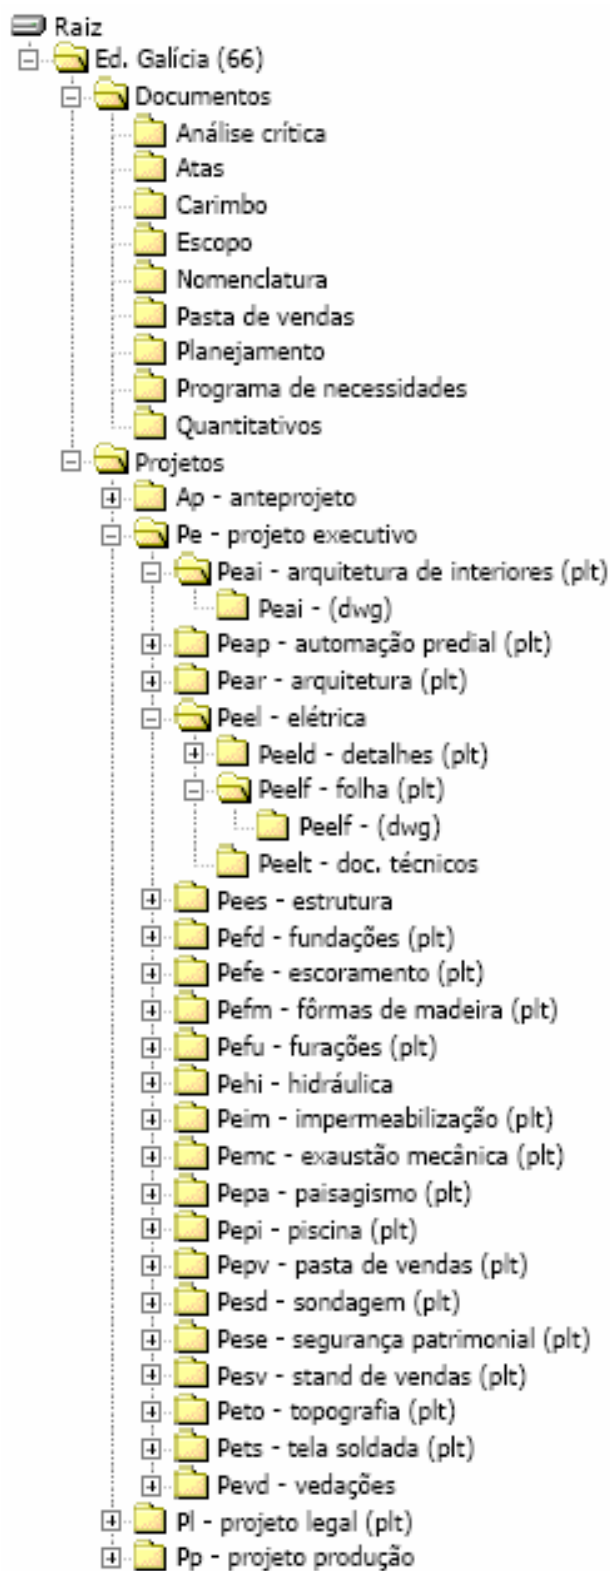 Raiz
Ed. Galícia (66)
Documentos
Análise crítica
Atas
Carimbo
Escopo
Nomenclatura
Pasta de vendas
Planejamento
Programa de necessidades
Quantitativos
Projetos
Ap - anteprojeto
Pe - projeto executivo
Peai - arquitetura de interiores (plt)
Peai - (dwg)
Peap - automação predial (plt)
Pear - arquitetura (plt)
Peel - elétrica
Peeld - detalhes (plt)
Peelf - folha (plt)
Peelf - (dwg)
Peelt - doc. técnicos
Pees - estrutura
Pefd - fundações (plt)
Pefe - escoramento (plt)
Pefm - fôrmas de madeira (plt)
Pefu - furações (plt)
Pehi - hidráulica
Peim - impermeabilização (plt)
Pemc - exaustão mecânica (plt)
Pepa - paisagismo (plt)
Pepi - piscina (plt)
Pepv - pasta de vendas (plt)
Pesd - sondagem (plt)
Pese - segurança patrimonial (plt)
Pesv - stand de vendas (plt)
Peto - topografia (plt)
Pets - tela soldada (plt)
Pevd - vedações
Pl - projeto legal (plt)
Pp - projeto produção